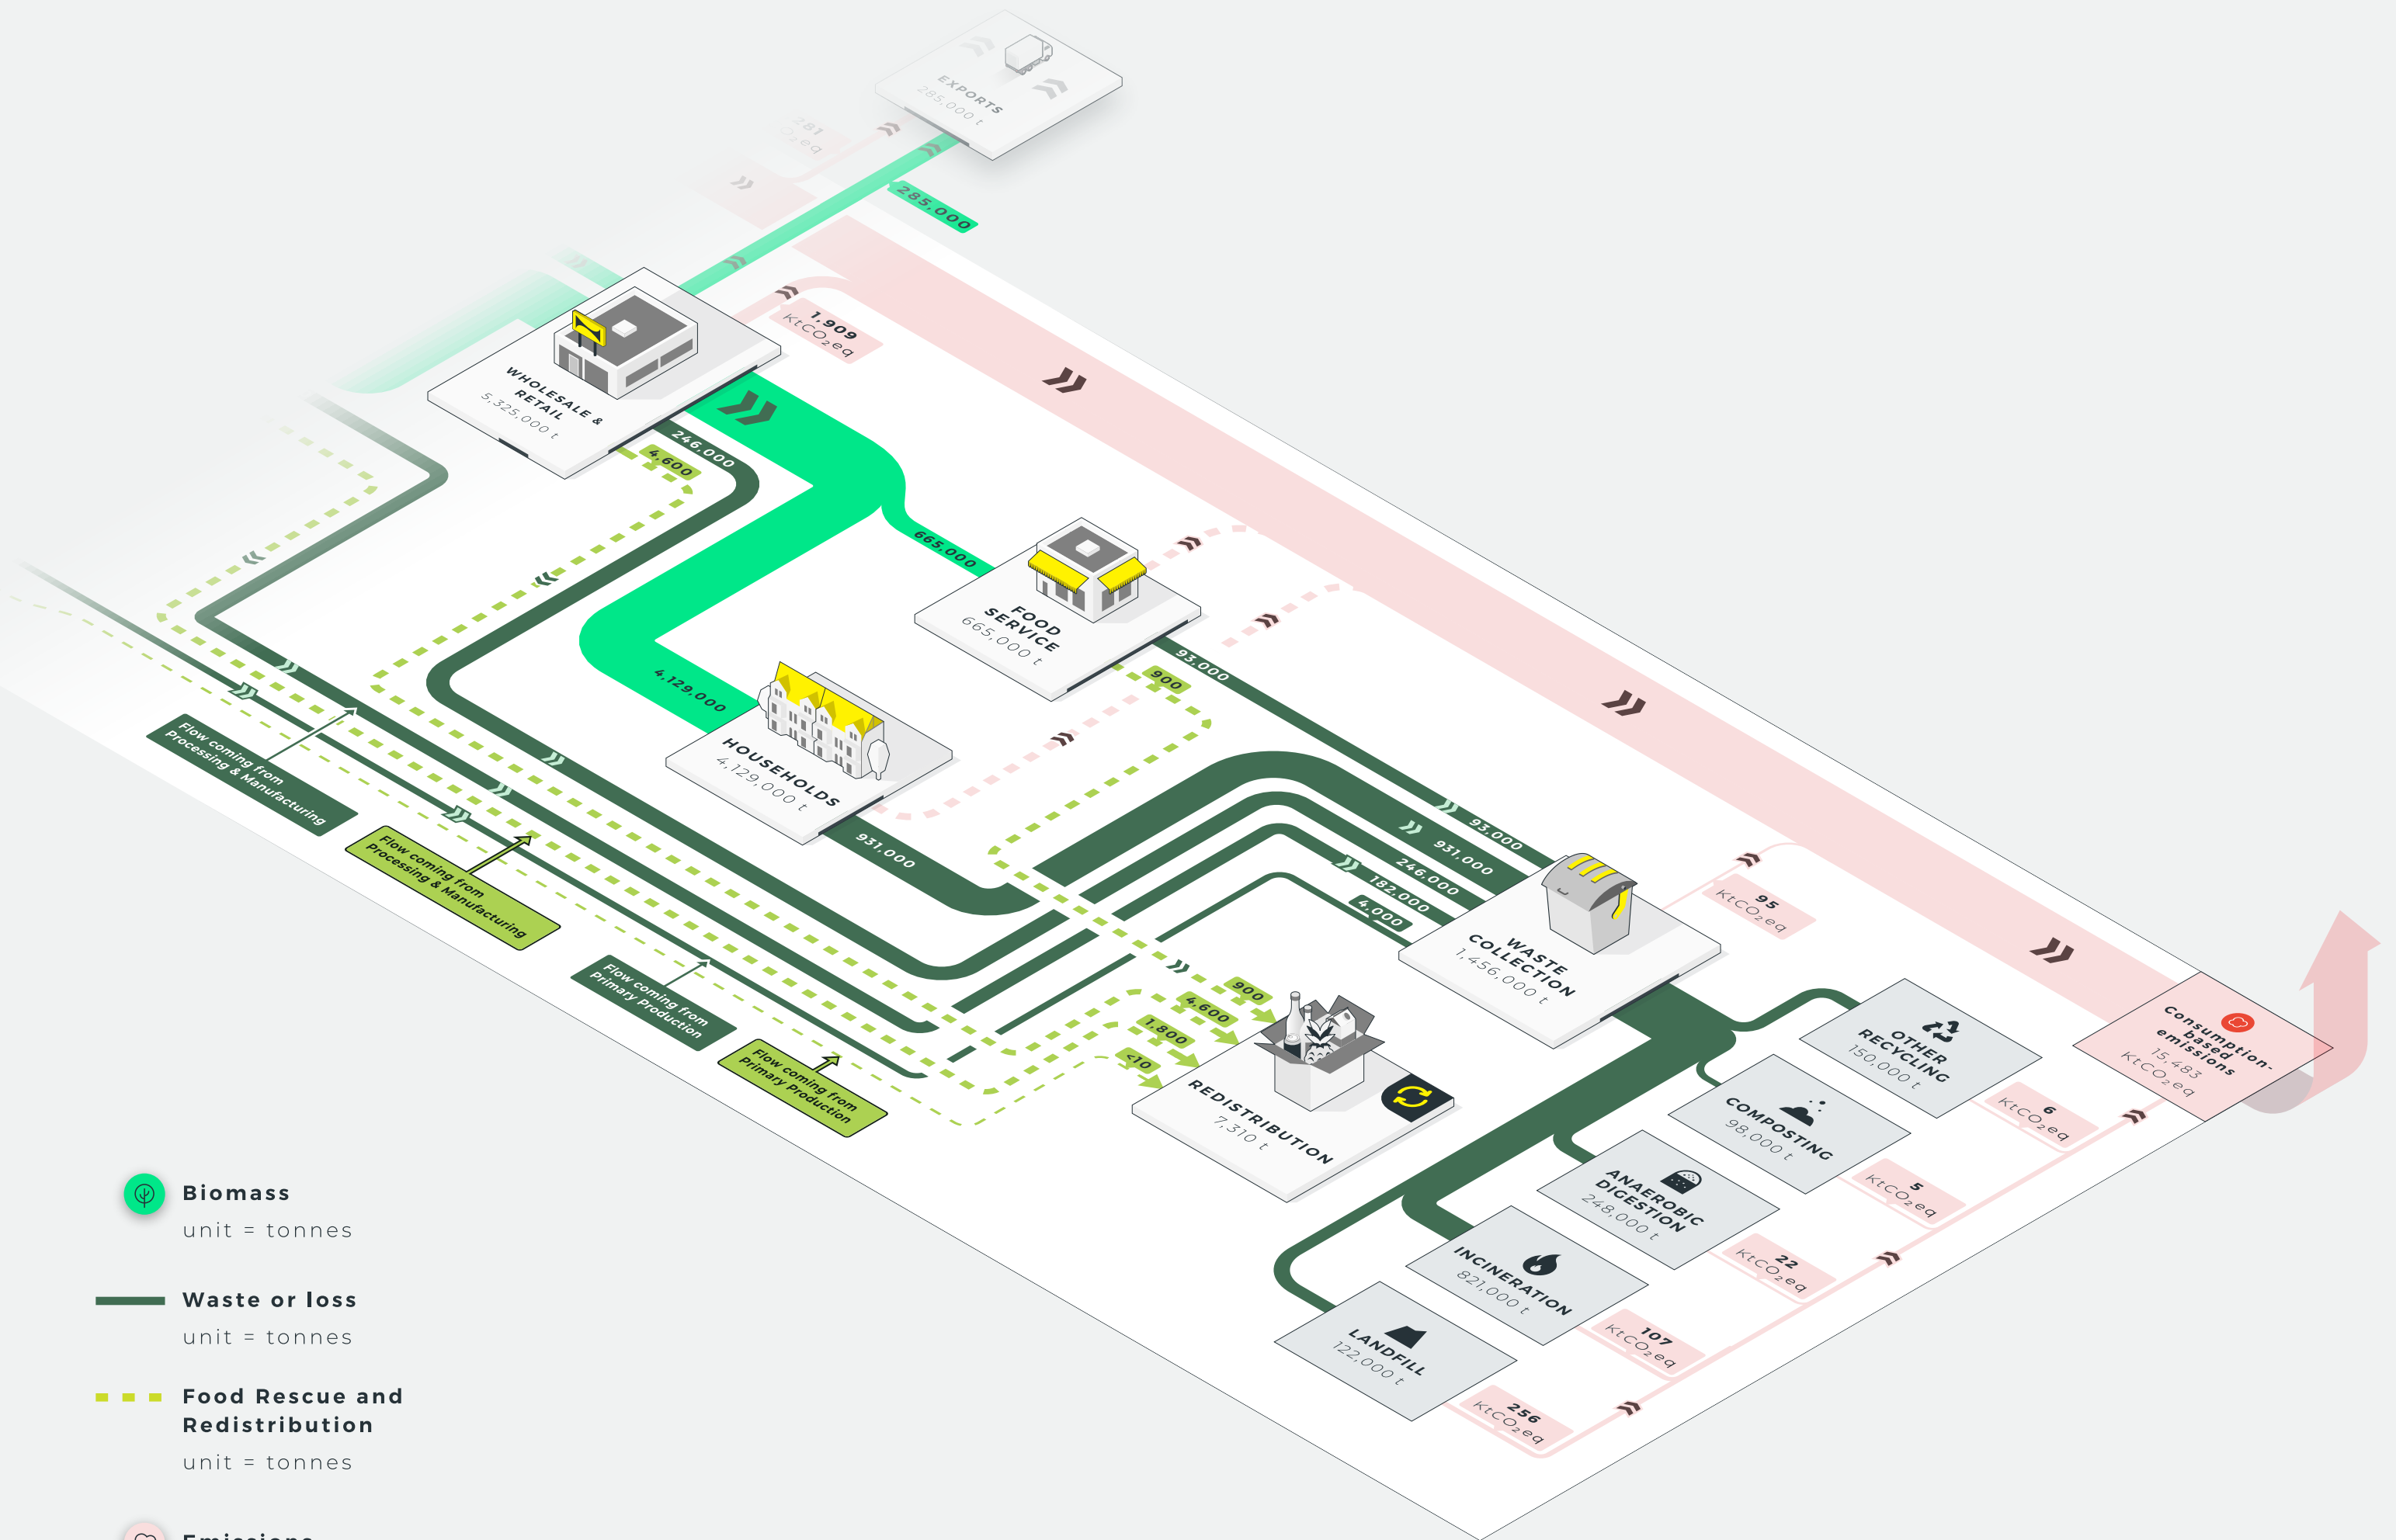 EXPORTS
285,000 t
281
O₂eq
285,000
1,909
KtCO₂eq
WHOLESALE &
RETAIL
5,325,000 t
246,000
4,600
665,000
FOOD
SERVICE
665,000 t
4,129,000
HOUSEHOLDS
4,129,000 t
93,000
900
931,000
93,000
931,000
246,000
182,000
4,000
WASTE
COLLECTION
1,456,000 t
95
KtCO₂eq
Flow coming from
Processing & Manufacturing
Flow coming from
Processing & Manufacturing
Flow coming from
Primary Production
Flow coming from
Primary Production
900
4,600
1,800
<10
REDISTRIBUTION
7,310 t
OTHER
RECYCLING
150,000 t
COMPOSTING
98,000 t
ANAEROBIC
DIGESTION
248,000 t
INCINERATION
821,000 t
LANDFILL
122,000 t
6
KtCO₂eq
5
KtCO₂eq
22
KtCO₂eq
107
KtCO₂eq
256
KtCO₂eq
Consumption-
based
emissions
15,483
KtCO₂eq
Biomass
unit = tonnes
Waste or loss
unit = tonnes
Food Rescue and
Redistribution
unit = tonnes
Emissions